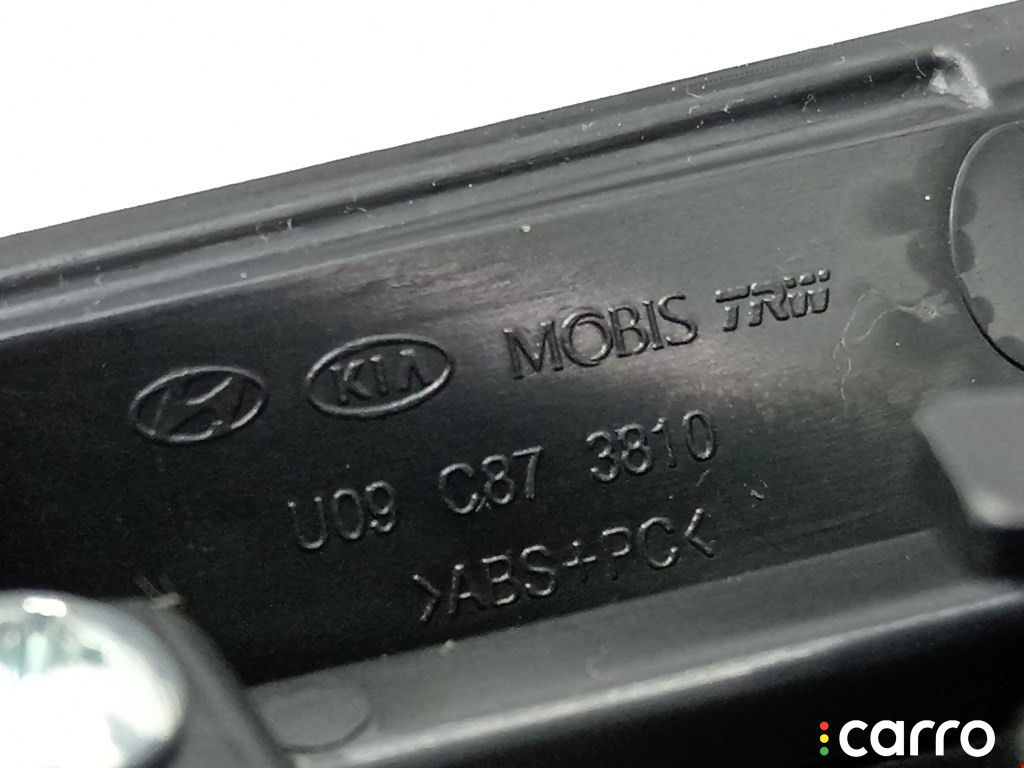 KIA MOBIS TRW
U09 C87 3810
>ABS+PC<
carro